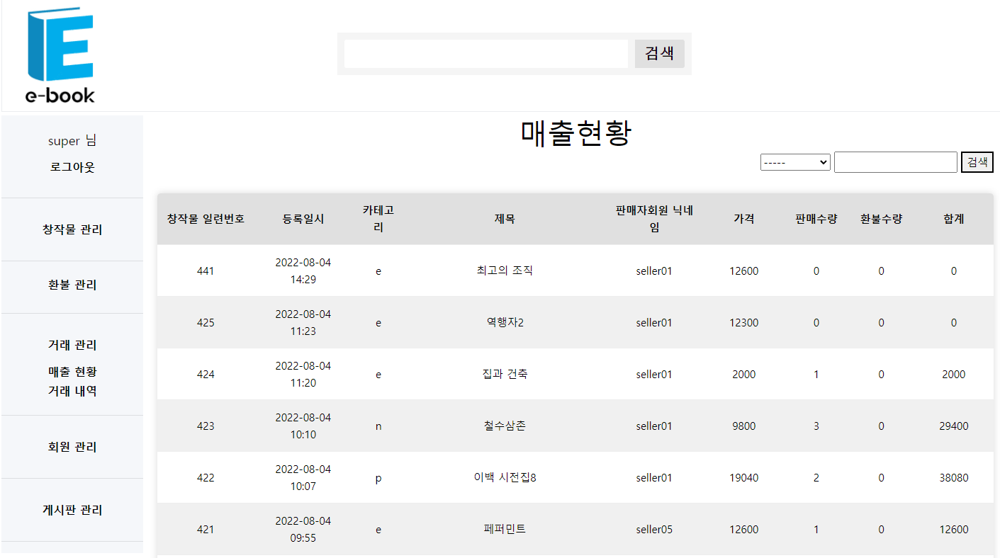 E
e-book
검색
super 님
로그아웃
창작물 관리
환불 관리
거래 관리
매출 현황
거래 내역
회원 관리
게시판 관리
매출현황
----- 검색
창작물 일련번호 등록일시 카테고리 제목 판매자회원 닉네임 가격 판매수량 환불수량 합계
441 2022-08-04 14:29 e 최고의 조직 seller01 12600 0 0 0
425 2022-08-04 11:23 e 역행자2 seller01 12300 0 0 0
424 2022-08-04 11:20 e 집과 건축 seller01 2000 1 0 2000
423 2022-08-04 10:10 n 철수삼촌 seller01 9800 3 0 29400
422 2022-08-04 10:07 p 이백 시전집8 seller01 19040 2 0 38080
421 2022-08-04 09:55 e 페퍼민트 seller05 12600 1 0 12600